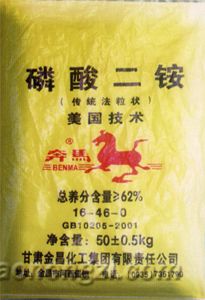 磷酸二铵
(传统法粒状)
美国技术
奔馬
BENMA
总养分含量≥62%
16-46-0
GB10205-2001
净含量：50±0.5kg
甘肃金昌化工集团有限责任公司